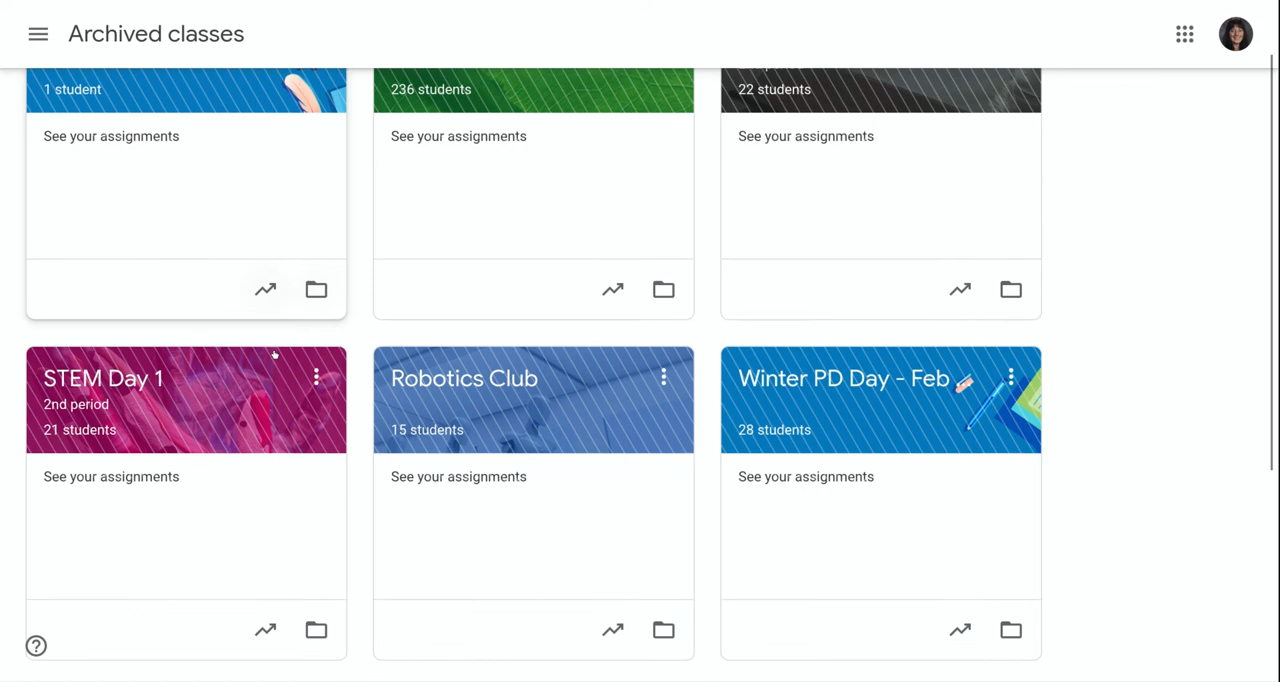 Archived classes
1 student
236 students
22 students
See your assignments
See your assignments
See your assignments
STEM Day 1
2nd period
21 students
Robotics Club
15 students
Winter PD Day - Feb
28 students
See your assignments
See your assignments
See your assignments